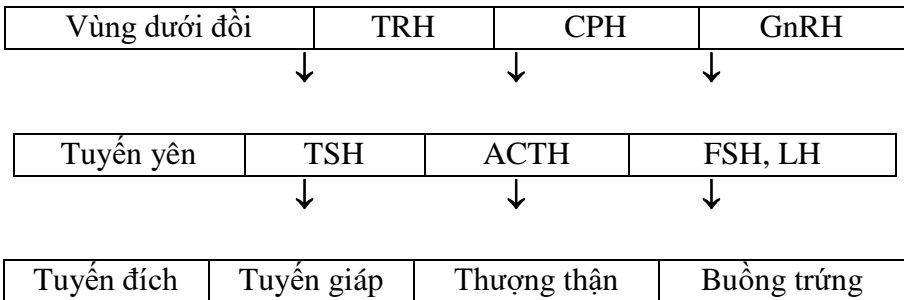 Vùng dưới đồi TRH CPH GnRH
Tuyến yên TSH ACTH FSH, LH
Tuyến đích Tuyến giáp Thượng thận Buồng trứng